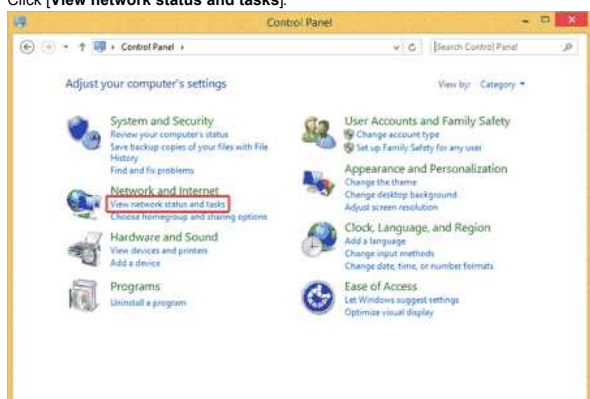 Click [View network status and tasks].
Control Panel
Control Panel
Search Control Panel
Adjust your computer's settings
View by: Category
System and Security
Review your computer's status
Save backup copies of your files with File
History
Find and fix problems
Network and Internet
View network status and tasks
Choose homegroup and sharing options
Hardware and Sound
View devices and printers
Add a device
Programs
Uninstall a program
User Accounts and Family Safety
Change account type
Set up Family Safety for any user
Appearance and Personalization
Change the theme
Change desktop background
Adjust screen resolution
Clock, Language, and Region
Add a language
Change input methods
Change date, time, or number formats
Ease of Access
Let Windows suggest settings
Optimize visual display